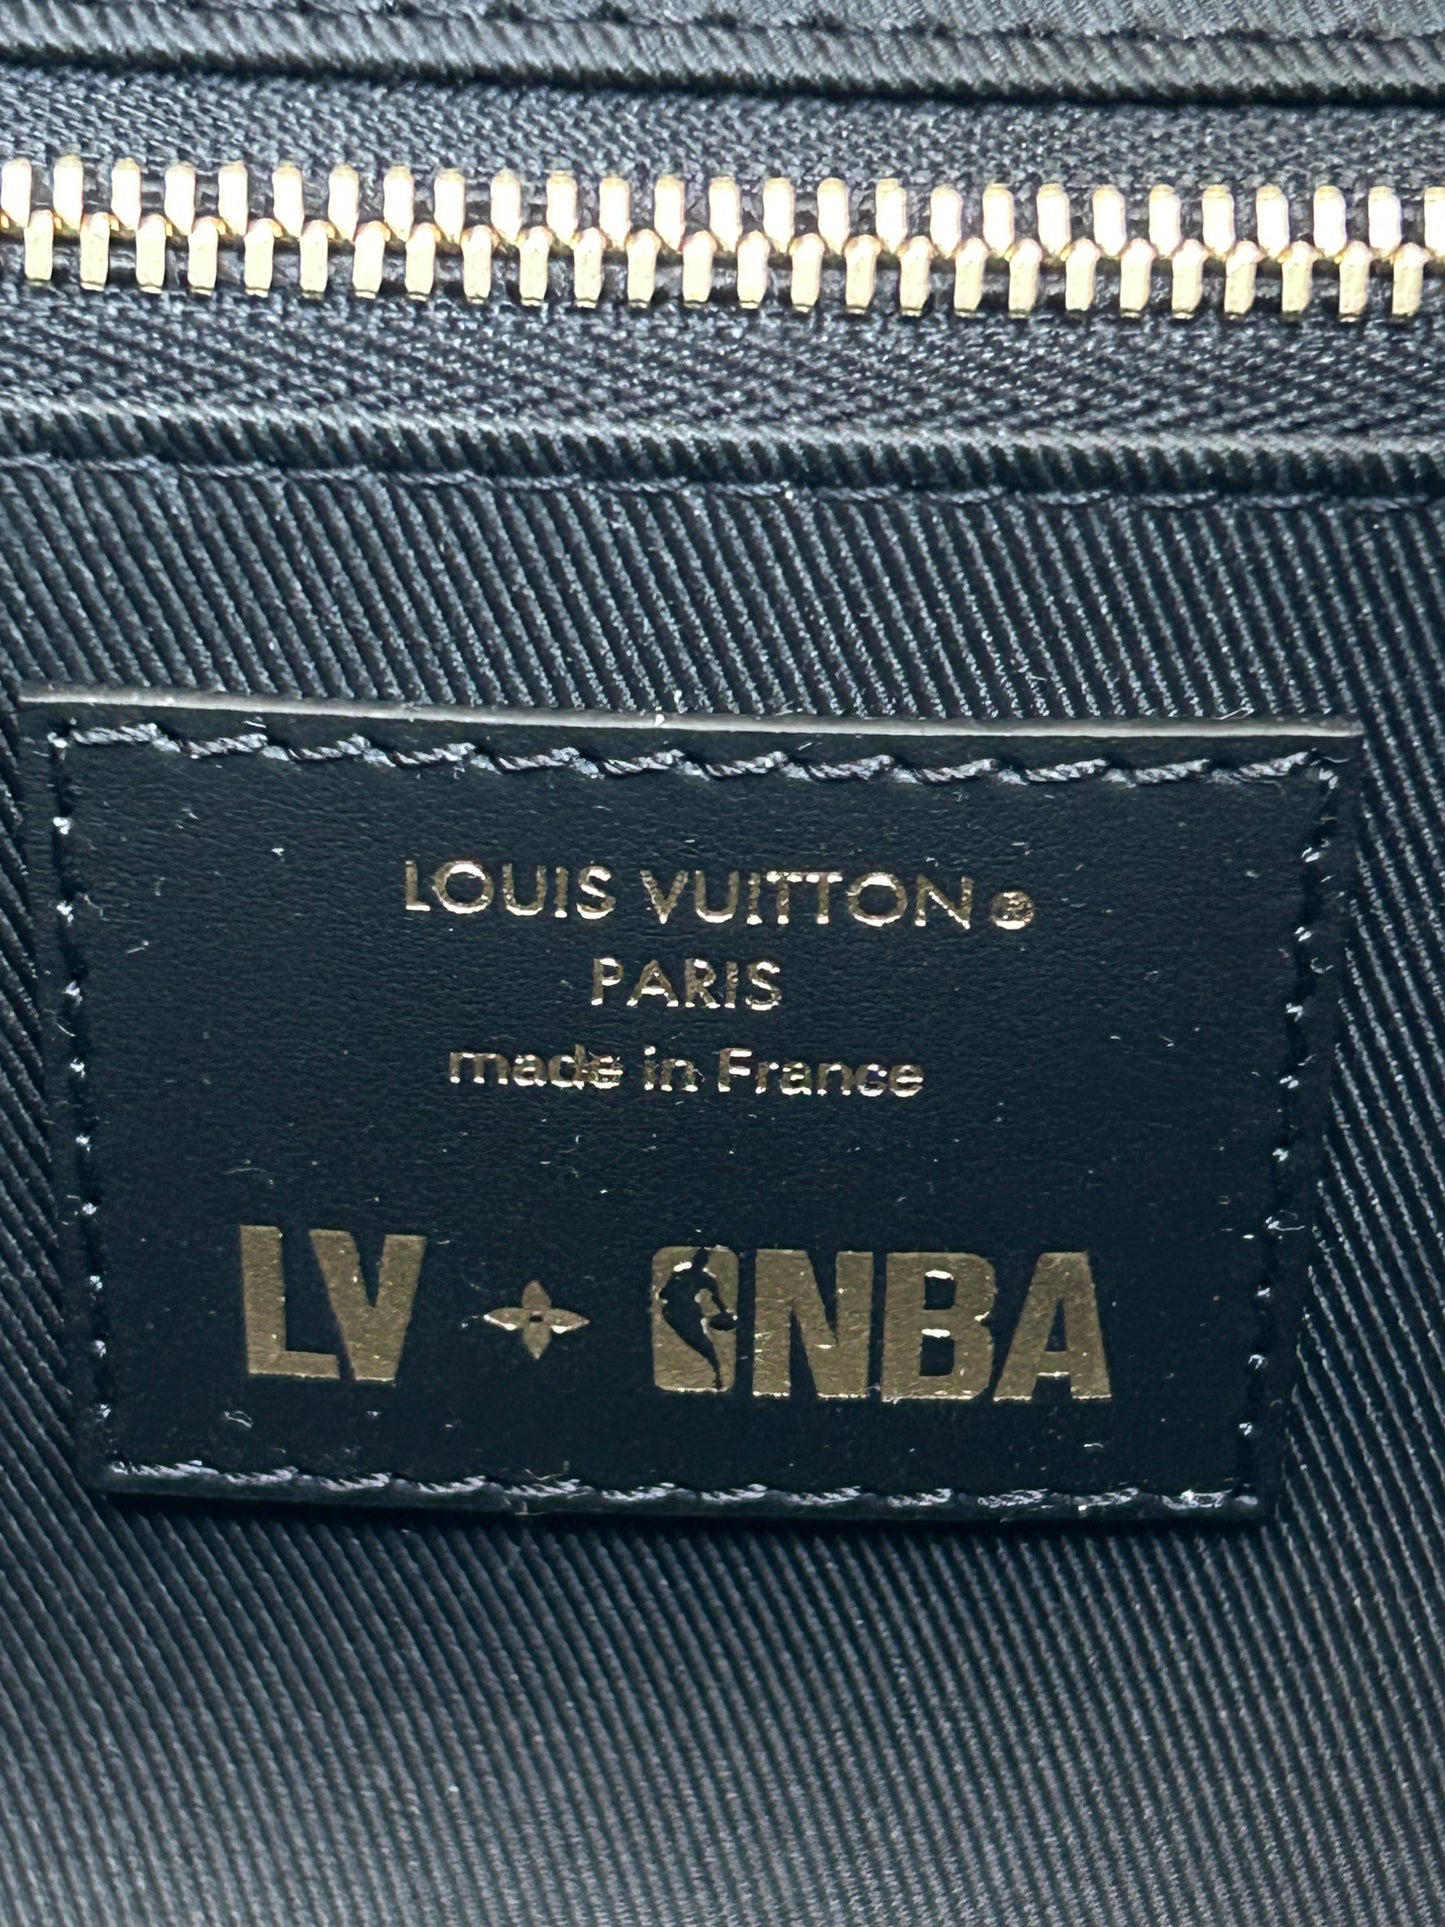 LOUIS VUITTON®
PARIS
made in France
LV NBA